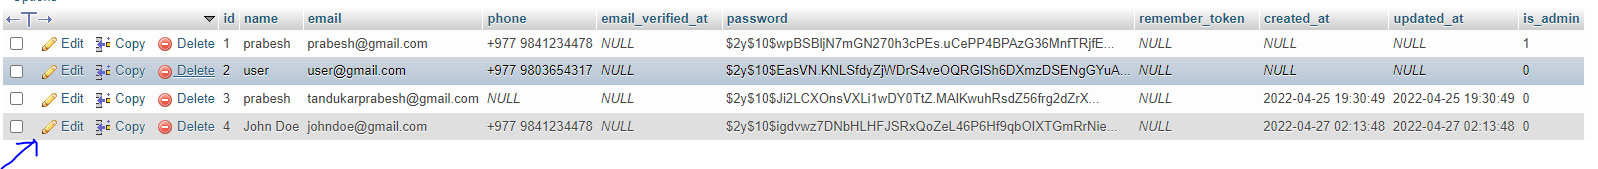 id name email phone email_verified_at password remember_token created_at updated_at is_admin
Edit Copy Delete 1 prabesh prabesh@gmail.com +977 9841234478 NULL $2y$10$wpBSBljN7mGN270h3cPEs.uCePP4BPAzG36MnfTRjfE... NULL NULL NULL 1
Edit Copy Delete 2 user user@gmail.com +977 9803654317 NULL $2y$10$EasVN.KNLSfdyZjWDrS4veOQRGISh6DXmzDSENgGYuA... NULL NULL NULL 0
Edit Copy Delete 3 prabesh tandukarprabesh@gmail.com NULL NULL $2y$10$Ji2LCXOnsVXLi1wDY0TtZ.MAlKwuhRsdZ56frg2dZrX... NULL 2022-04-25 19:30:49 2022-04-25 19:30:49 0
Edit Copy Delete 4 John Doe johndoe@gmail.com +977 9841234478 NULL $2y$10$igdvwz7DNbHLHFJSRxQoZeL46P6Hf9qbOIXTGmRrNie... NULL 2022-04-27 02:13:48 2022-04-27 02:13:48 0